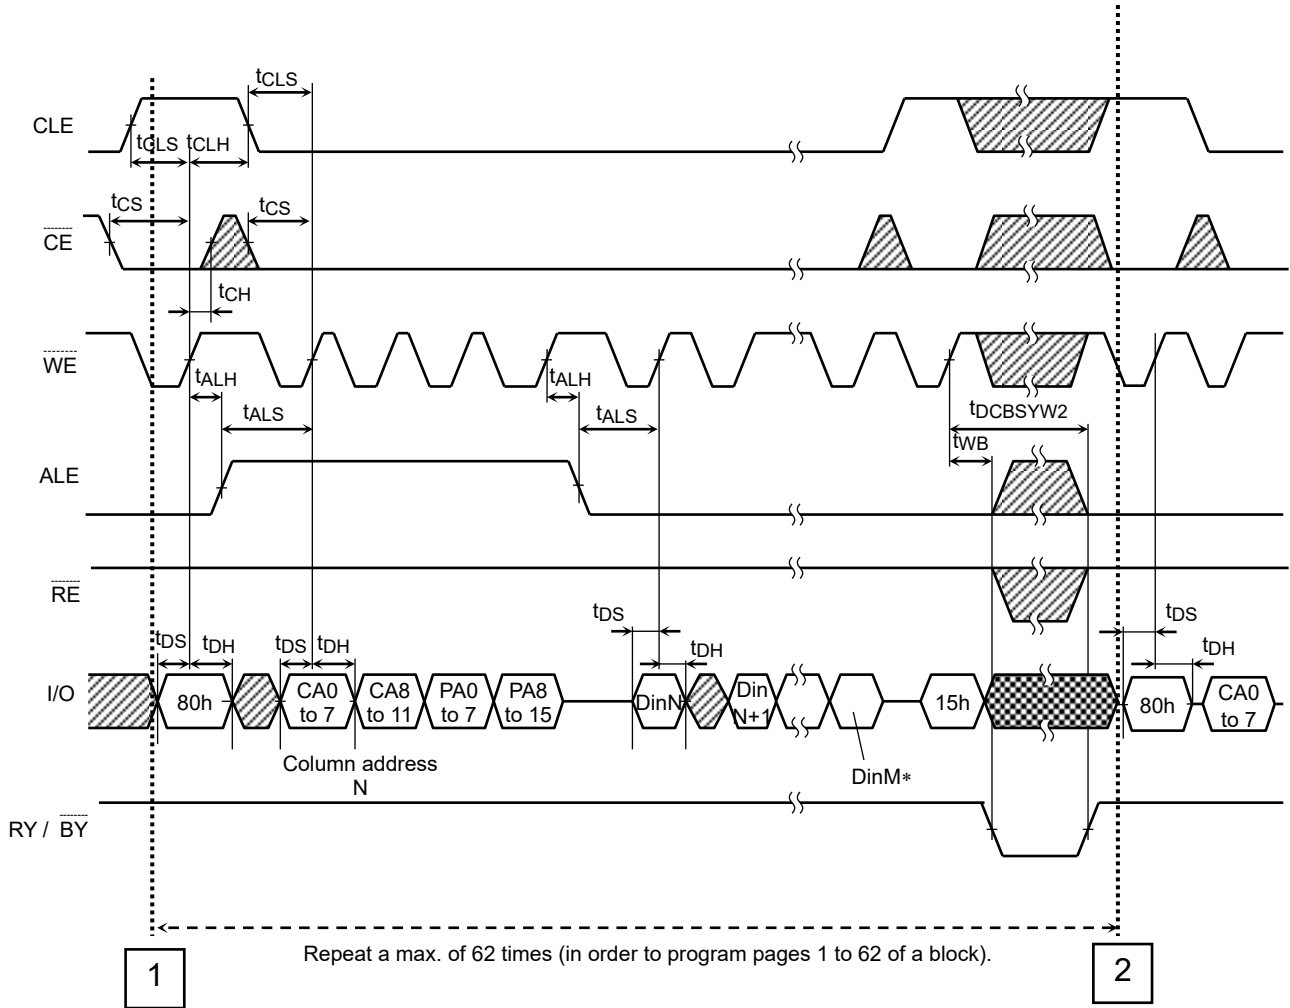 tCLS
CLE
tCLS tCLH
tCS tCS
CE
tCH
WE
tALH tALH
tALS tALS tDCBSYW2
tWB
ALE
RE
tDS tDS
tDS tDH tDS tDH tDH tDH
I/O 80h CA0 to 7 CA8 to 11 PA0 to 7 PA8 to 15 DinN Din N+1 15h 80h CA0 to 7
Column address
N
DinM*
RY / BY
Repeat a max. of 62 times (in order to program pages 1 to 62 of a block).
1 2